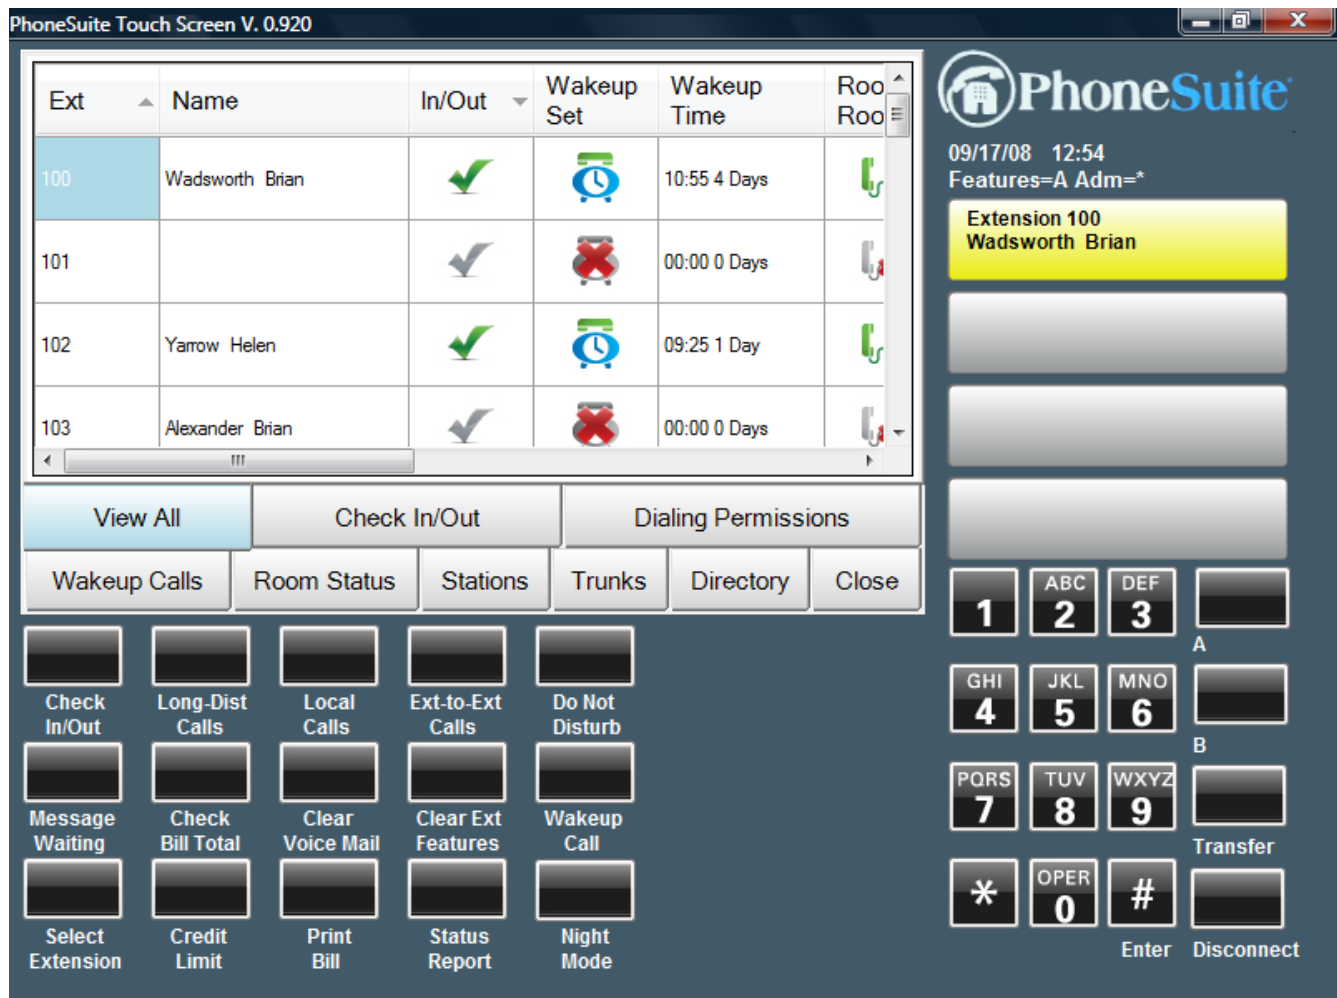 PhoneSuite Touch Screen V. 0.920
Ext Name In/Out Wakeup Set Wakeup Time Roo Roo
100 Wadsworth Brian 10:55 4 Days
101 00:00 0 Days
102 Yarrow Helen 09:25 1 Day
103 Alexander Brian 00:00 0 Days
View All Check In/Out Dialing Permissions
Wakeup Calls Room Status Stations Trunks Directory Close
Check Long-Dist Local Ext-to-Ext Do Not
In/Out Calls Calls Calls Disturb
Message Check Clear Clear Ext Wakeup
Waiting Bill Total Voice Mail Features Call
Select Credit Print Status Night
Extension Limit Bill Report Mode
PhoneSuite
09/17/08 12:54
Features=A Adm=*
Extension 100
Wadsworth Brian
ABC DEF
1 2 3
A
GHI JKL MNO
4 5 6
B
PQRS TUV WXYZ
7 8 9
Transfer
OPER
* 0 #
Enter Disconnect